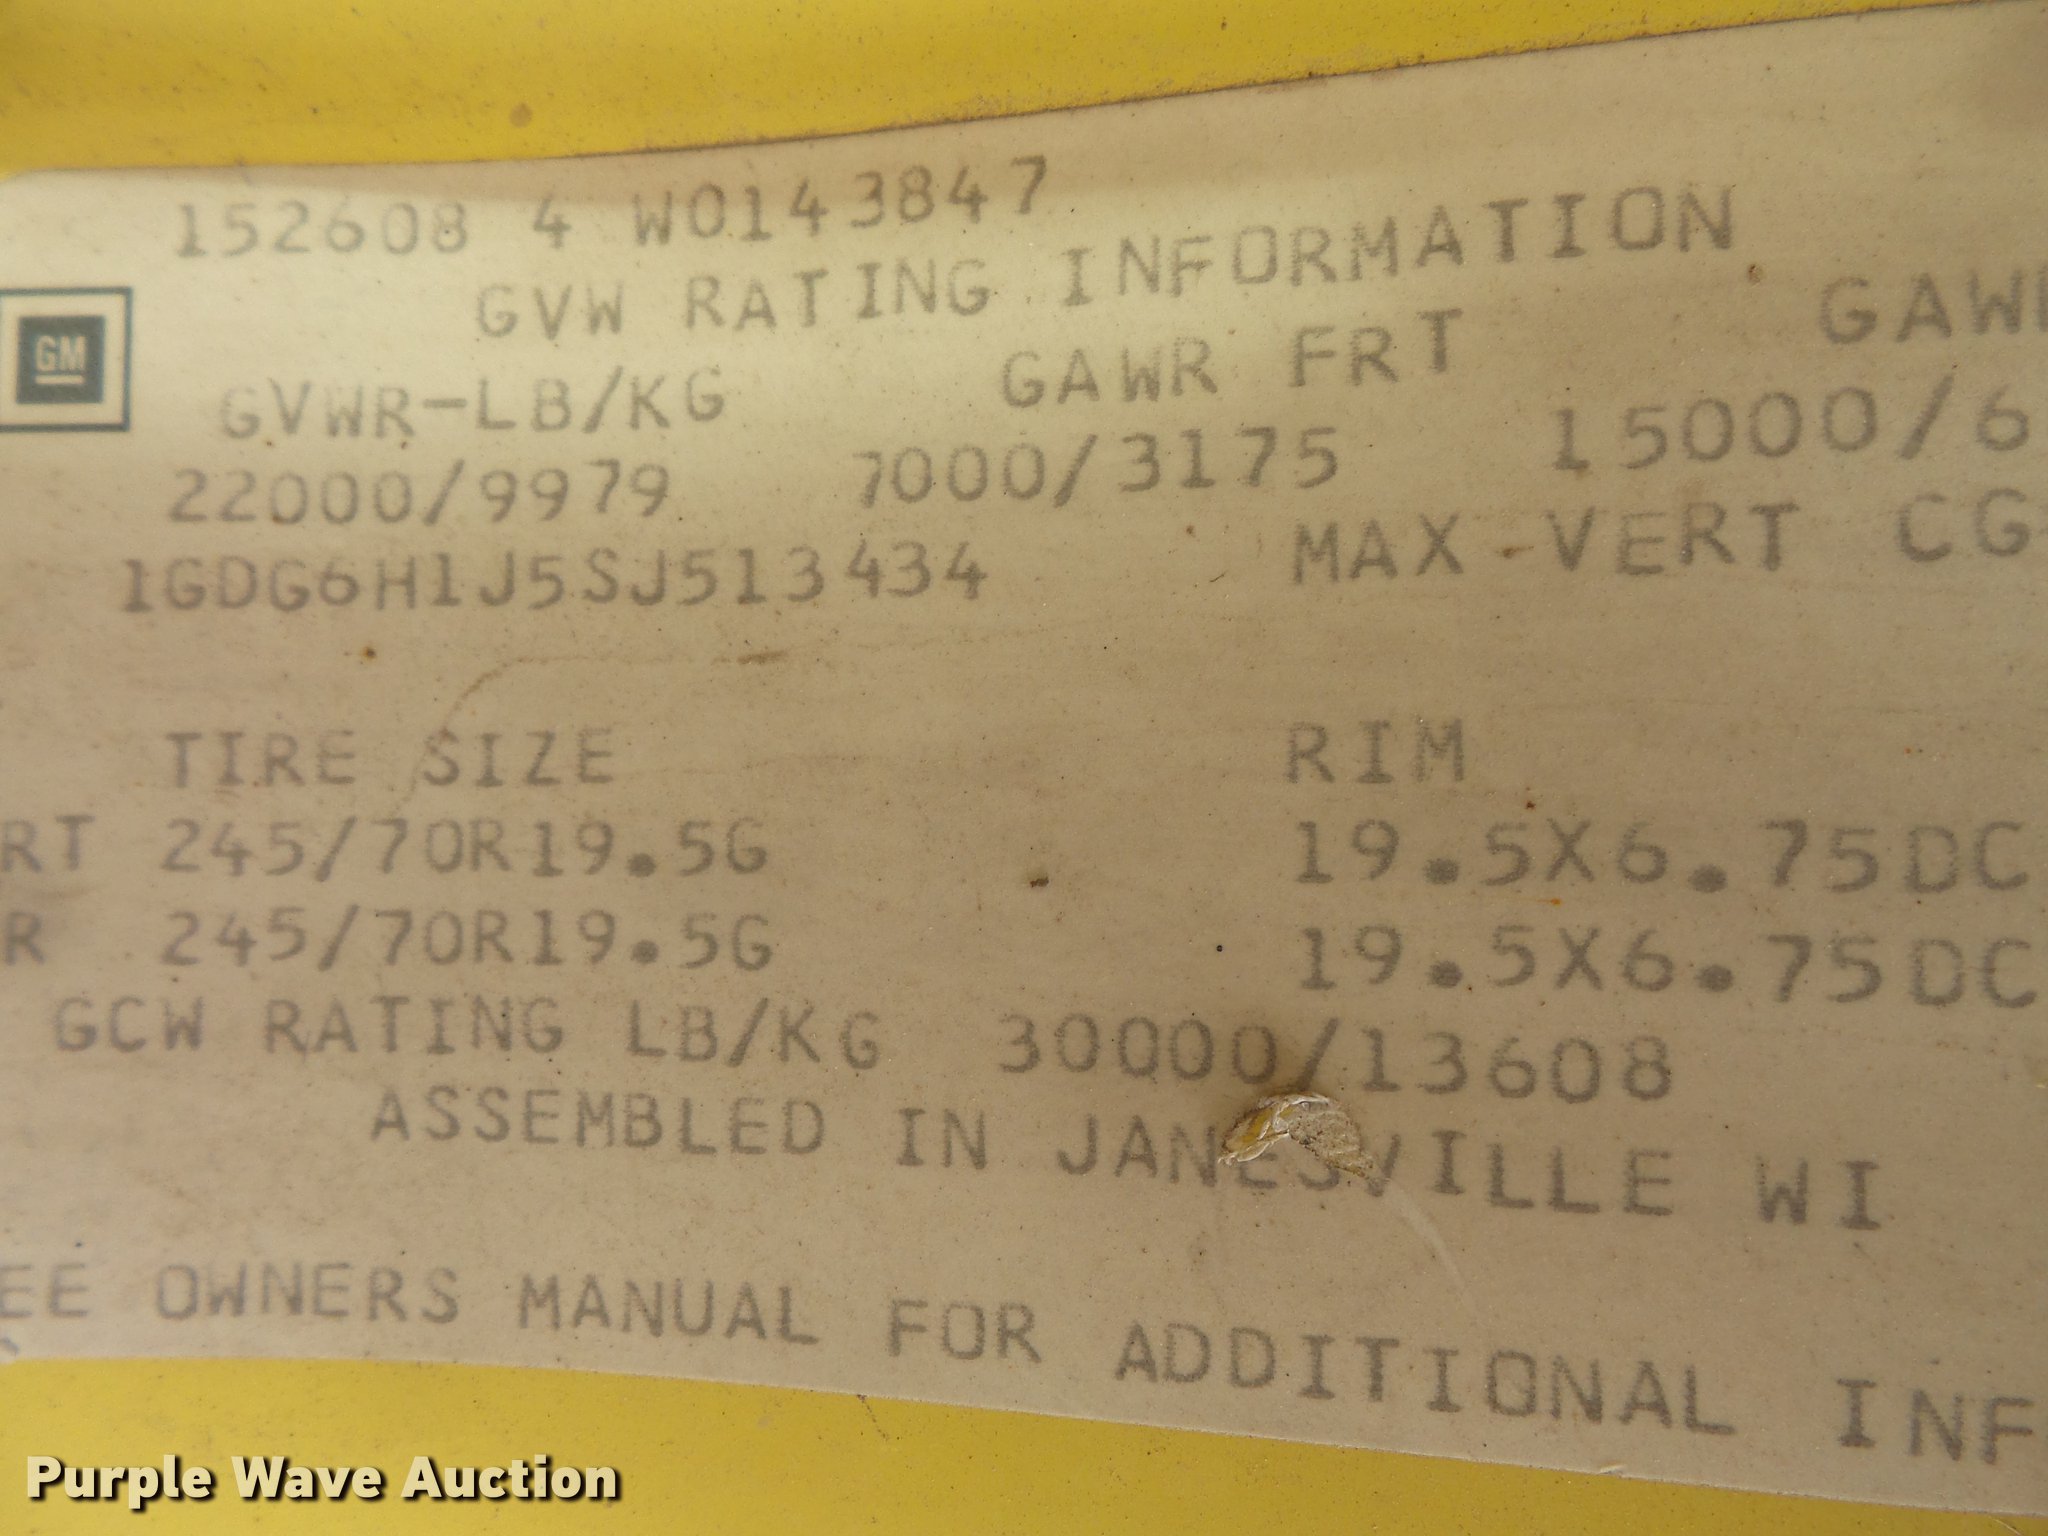 152608 4 W0143847
GVW RATING INFORMATION
GM
GVWR-LB/KG GAWR FRT GAWR
22000/9979 7000/3175 15000/6
1GDG6H1J5SJ513434 MAX-VERT CG-
TIRE SIZE RIM
RT 245/70R19.5G 19.5X6.75DC
R 245/70R19.5G 19.5X6.75DC
GCW RATING LB/KG 30000/13608
ASSEMBLED IN JANESVILLE WI
EE OWNERS MANUAL FOR ADDITIONAL INF
Purple Wave Auction